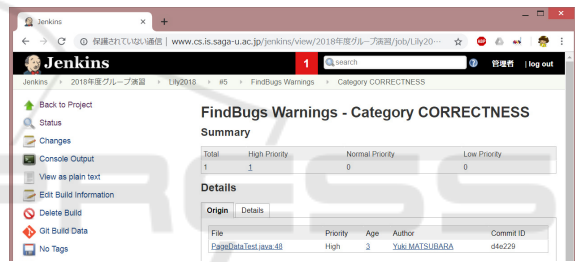 Jenkins
保護されていない通信 | www.cs.is.saga-u.ac.jp/jenkins/view/2018年度グループ演習/job/Lily20…
Jenkins
1
search
管理者 | log out
Jenkins
2018年度グループ演習
Lily2018
#5
FindBugs Warnings
Category CORRECTNESS
Back to Project
Status
Changes
Console Output
View as plain text
Edit Build Information
Delete Build
Git Build Data
No Tags
FindBugs Warnings - Category CORRECTNESS
Summary
Total High Priority Normal Priority Low Priority
1 1 0 0
Details
Origin Details
File Priority Age Author Commit ID
PageDataTest.java:48 High 3 Yuki MATSUBARA d4e229
PRESS